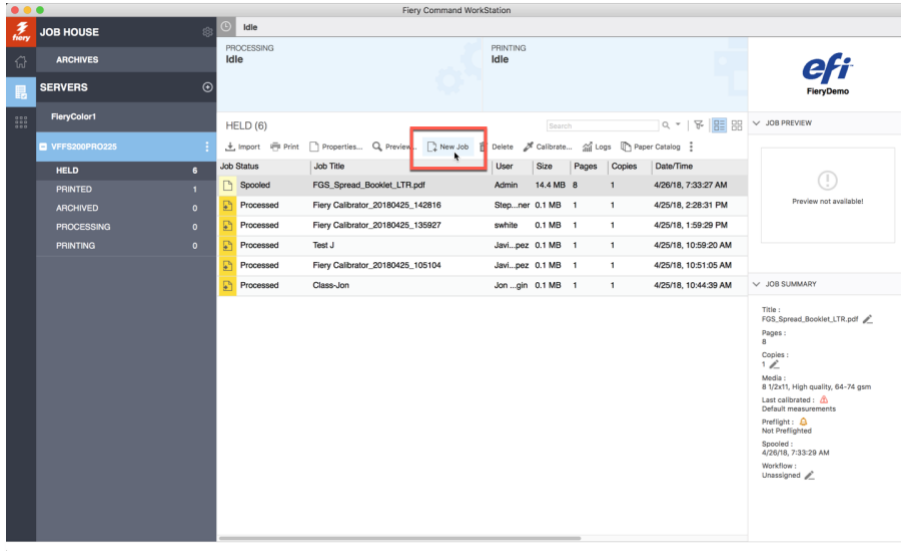 Fiery Command WorkStation
fiery
JOB HOUSE
ARCHIVES
SERVERS
FieryColor1
VFFS200PRO225
HELD 6
PRINTED 1
ARCHIVED 0
PROCESSING 0
PRINTING 0
Idle
PROCESSING
Idle
PRINTING
Idle
efi
FieryDemo
HELD (6)
Search
Import Print Properties... Preview... New Job Delete Calibrate... Logs Paper Catalog
Job Status Job Title User Size Pages Copies Date/Time
Spooled FGS_Spread_Booklet_LTR.pdf Admin 14.4 MB 8 1 4/26/18, 7:33:27 AM
Processed Fiery Calibrator_20180425_142816 Step...ner 0.1 MB 1 1 4/25/18, 2:28:31 PM
Processed Fiery Calibrator_20180425_135927 swhite 0.1 MB 1 1 4/25/18, 1:59:29 PM
Processed Test J Javi...pez 0.1 MB 1 1 4/25/18, 10:59:20 AM
Processed Fiery Calibrator_20180425_105104 Javi...pez 0.1 MB 1 1 4/25/18, 10:51:05 AM
Processed Class-Jon Jon ...gin 0.1 MB 1 1 4/25/18, 10:44:39 AM
JOB PREVIEW
Preview not available!
JOB SUMMARY
Title :
FGS_Spread_Booklet_LTR.pdf
Pages :
8
Copies :
1
Media :
8 1/2x11, High quality, 64-74 gsm
Last calibrated :
Default measurements
Preflight :
Not Preflighted
Spooled :
4/26/18, 7:33:29 AM
Workflow :
Unassigned